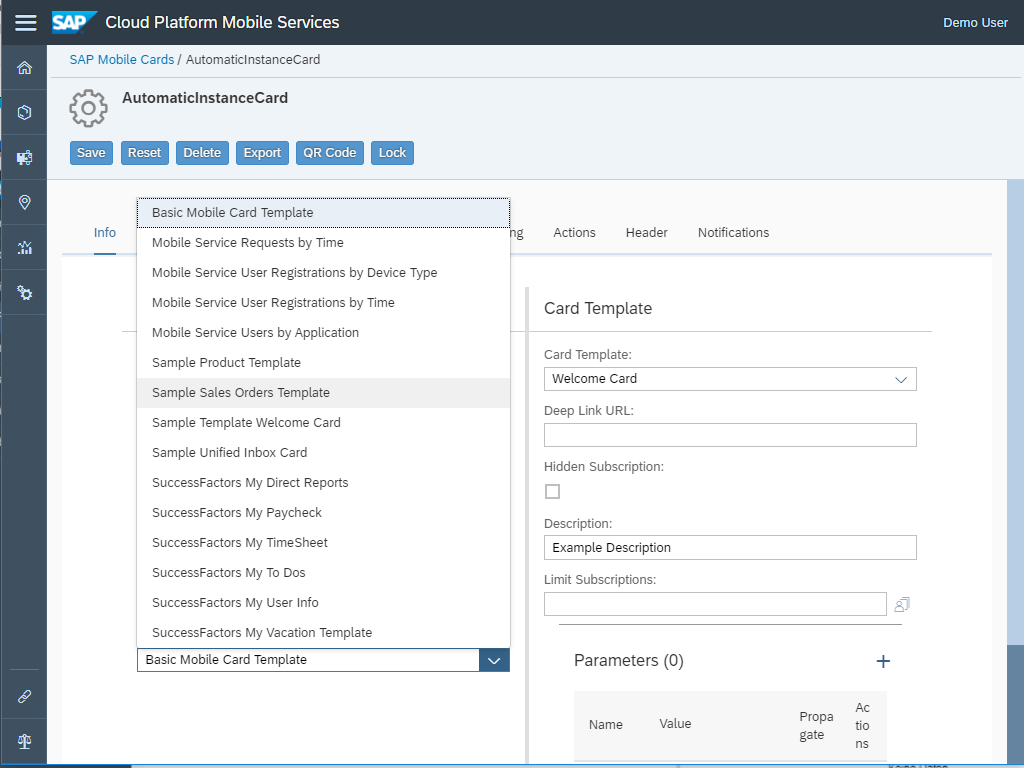 SAP Cloud Platform Mobile Services
Demo User
SAP Mobile Cards / AutomaticInstanceCard
AutomaticInstanceCard
Save Reset Delete Export QR Code Lock
Info
Actions Header Notifications
Basic Mobile Card Template
Mobile Service Requests by Time
Mobile Service User Registrations by Device Type
Mobile Service User Registrations by Time
Mobile Service Users by Application
Sample Product Template
Sample Sales Orders Template
Sample Template Welcome Card
Sample Unified Inbox Card
SuccessFactors My Direct Reports
SuccessFactors My Paycheck
SuccessFactors My TimeSheet
SuccessFactors My To Dos
SuccessFactors My User Info
SuccessFactors My Vacation Template
Basic Mobile Card Template
Card Template
Card Template:
Welcome Card
Deep Link URL:
Hidden Subscription:
Description:
Example Description
Limit Subscriptions:
Parameters (0)
+
Name
Value
Propa
gate
Ac
tio
ns